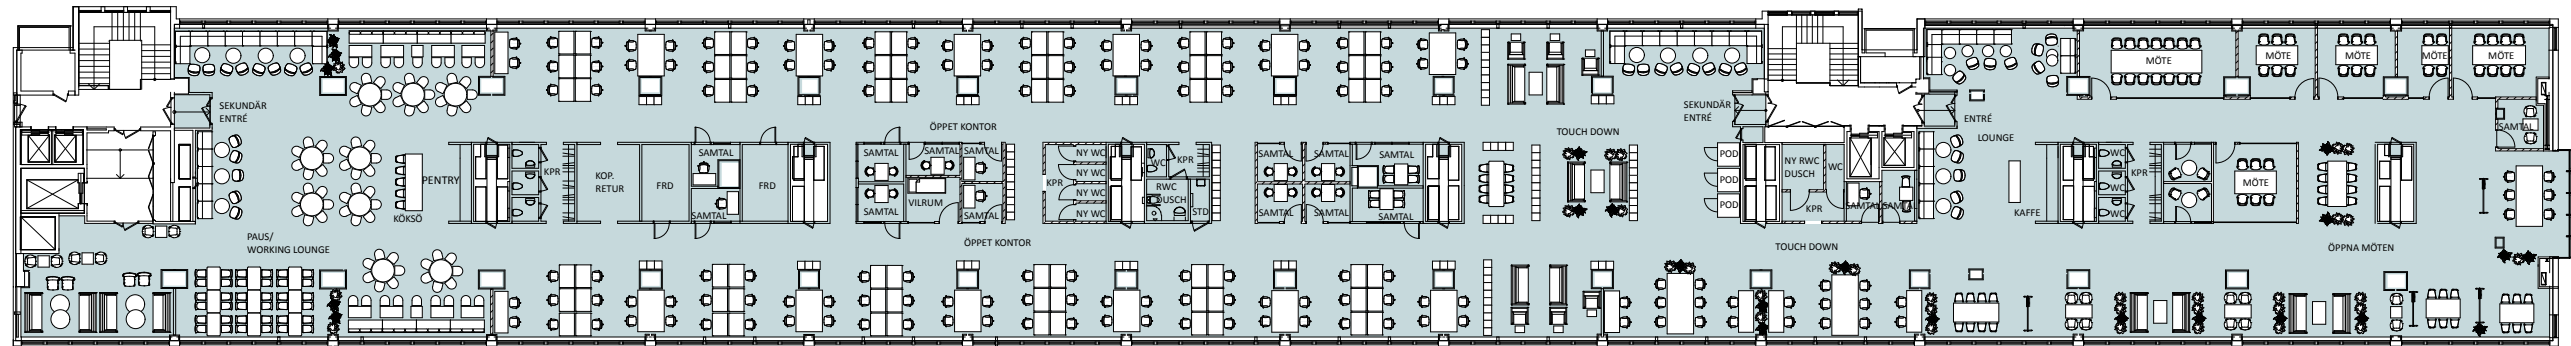 MÖTE
MÖTE
MÖTE
MÖTE
MÖTE
SEKUNDÄR
ENTRÉ
SEKUNDÄR
ENTRÉ
ENTRÉ
ÖPPET KONTOR
TOUCH DOWN
LOUNGE
SAMTAL
PENTRY
KÖKSÖ
KPR
KOP.
RETUR
FRD
SAMTAL
SAMTAL
FRD
SAMTAL
SAMTAL
SAMTAL
SAMTAL
VILRUM
SAMTAL
KPR
NY WC
NY WC
NY WC
NY WC
WC
KPR
RWC
DUSCH
STD
SAMTAL
SAMTAL
SAMTAL
SAMTAL
SAMTAL
SAMTAL
POD
POD
POD
NY RWC
DUSCH
WC
KPR
SAMTAL
SAMTAL
KAFFE
WC
WC
WC
KPR
MÖTE
PAUS/
WORKING LOUNGE
ÖPPET KONTOR
TOUCH DOWN
ÖPPNA MÖTEN